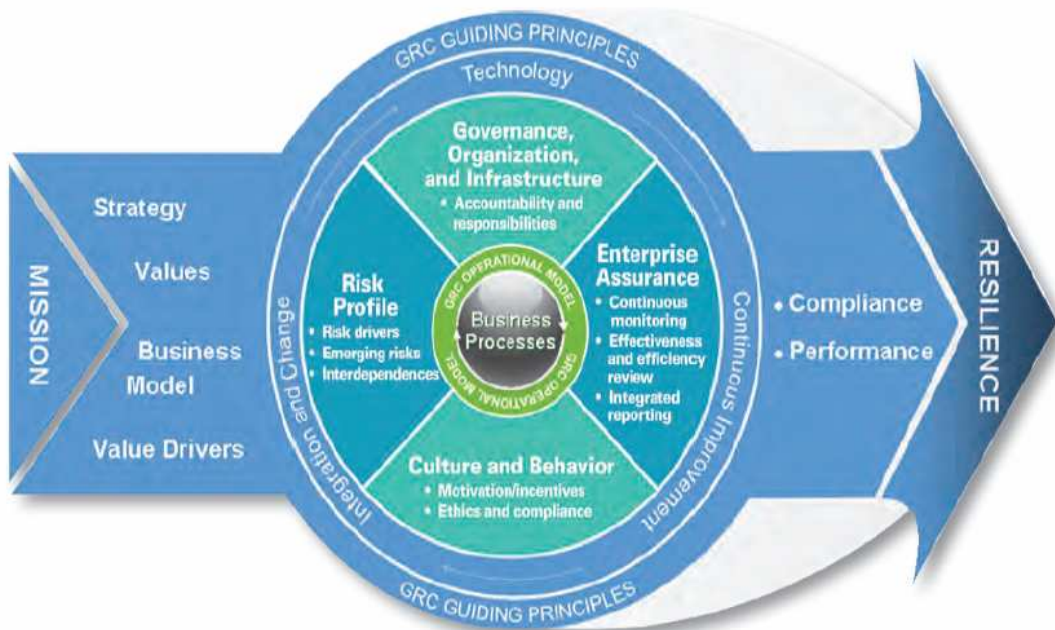 MISSION
Strategy
Values
Business
Model
Value Drivers
GRC GUIDING PRINCIPLES
Technology
Integration and Change
Continuous Improvement
GRC GUIDING PRINCIPLES
Governance,
Organization,
and Infrastructure
• Accountability and
responsibilities
Risk
Profile
• Risk drivers
• Emerging risks
• Interdependences
GRC OPERATIONAL MODEL
Business
Processes
GRC OPERATIONAL MODEL
Enterprise
Assurance
• Continuous
monitoring
• Effectiveness
and efficiency
review
• Integrated
reporting
Culture and Behavior
• Motivation/incentives
• Ethics and compliance
• Compliance
• Performance
RESILIENCE